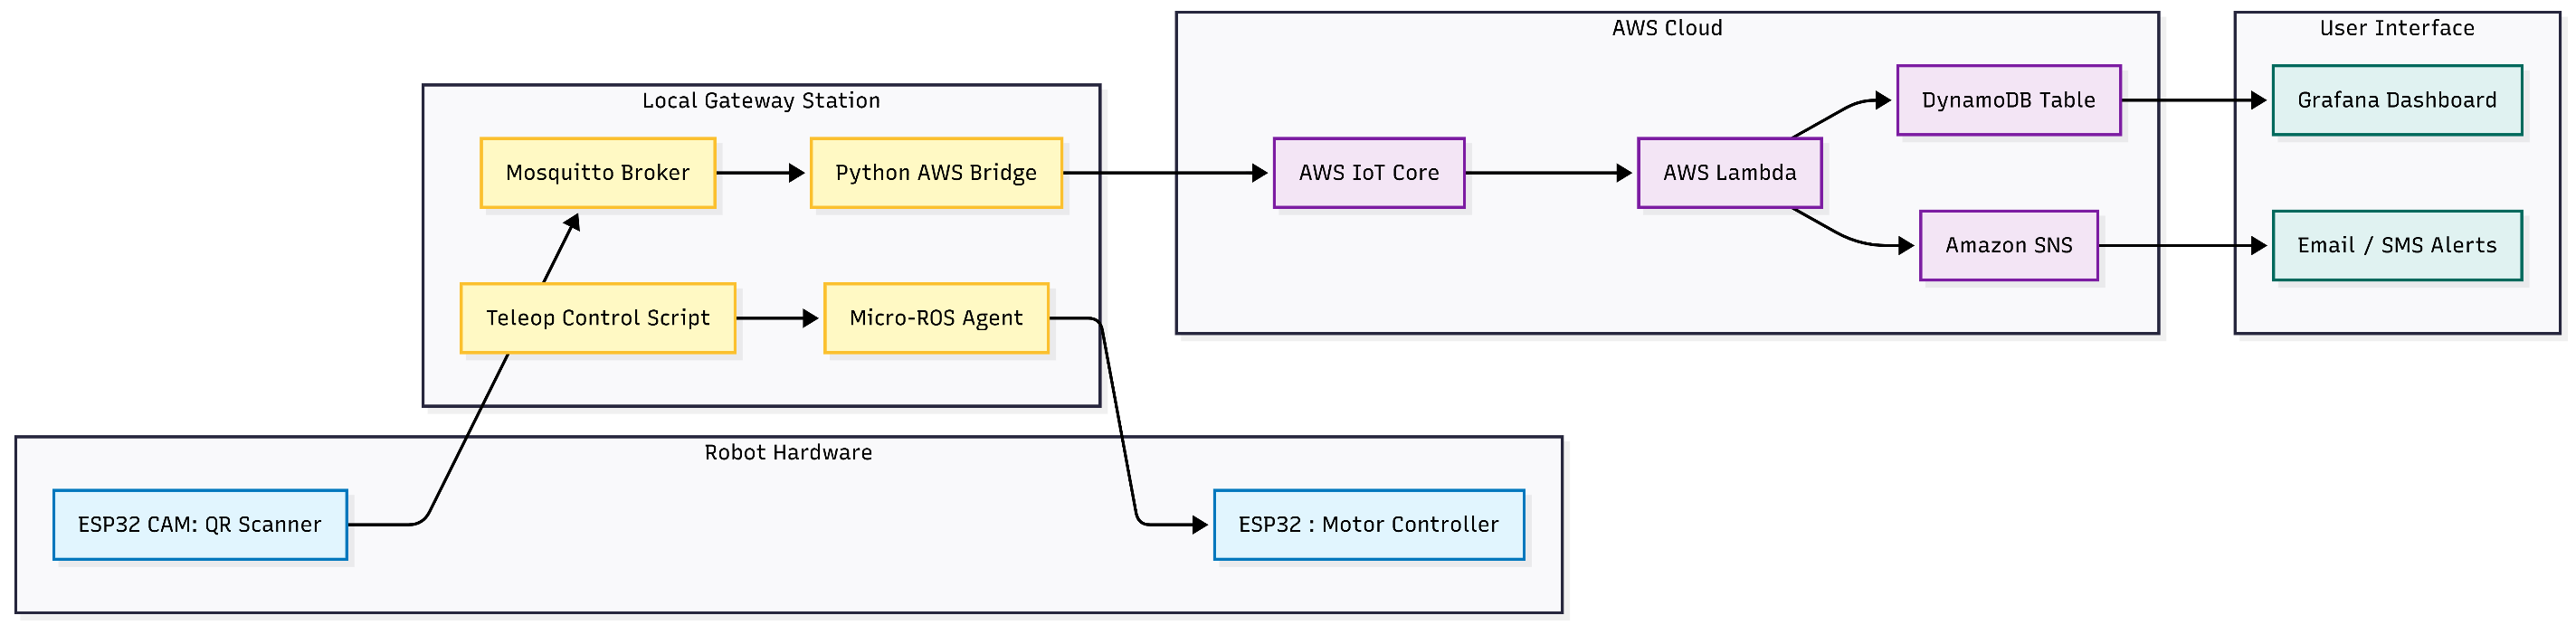 AWS Cloud
User Interface
DynamoDB Table
Grafana Dashboard
Local Gateway Station
Mosquitto Broker
Python AWS Bridge
AWS IoT Core
AWS Lambda
Amazon SNS
Email / SMS Alerts
Teleop Control Script
Micro-ROS Agent
Robot Hardware
ESP32 CAM: QR Scanner
ESP32 : Motor Controller